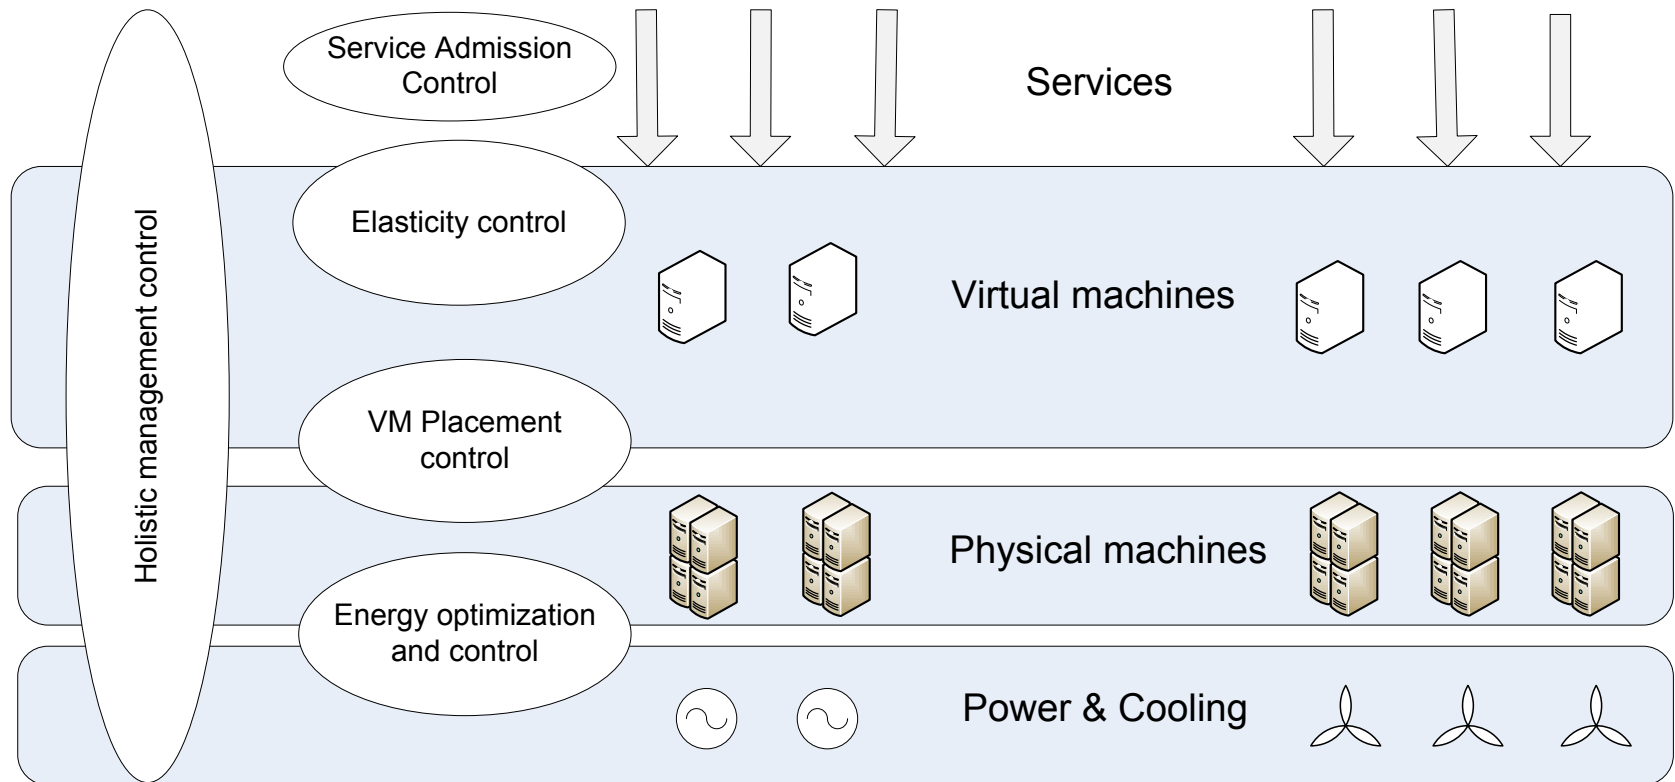 Service Admission
Control
Services
Elasticity control
Virtual machines
Holistic management control
VM Placement
control
Physical machines
Energy optimization
and control
Power & Cooling